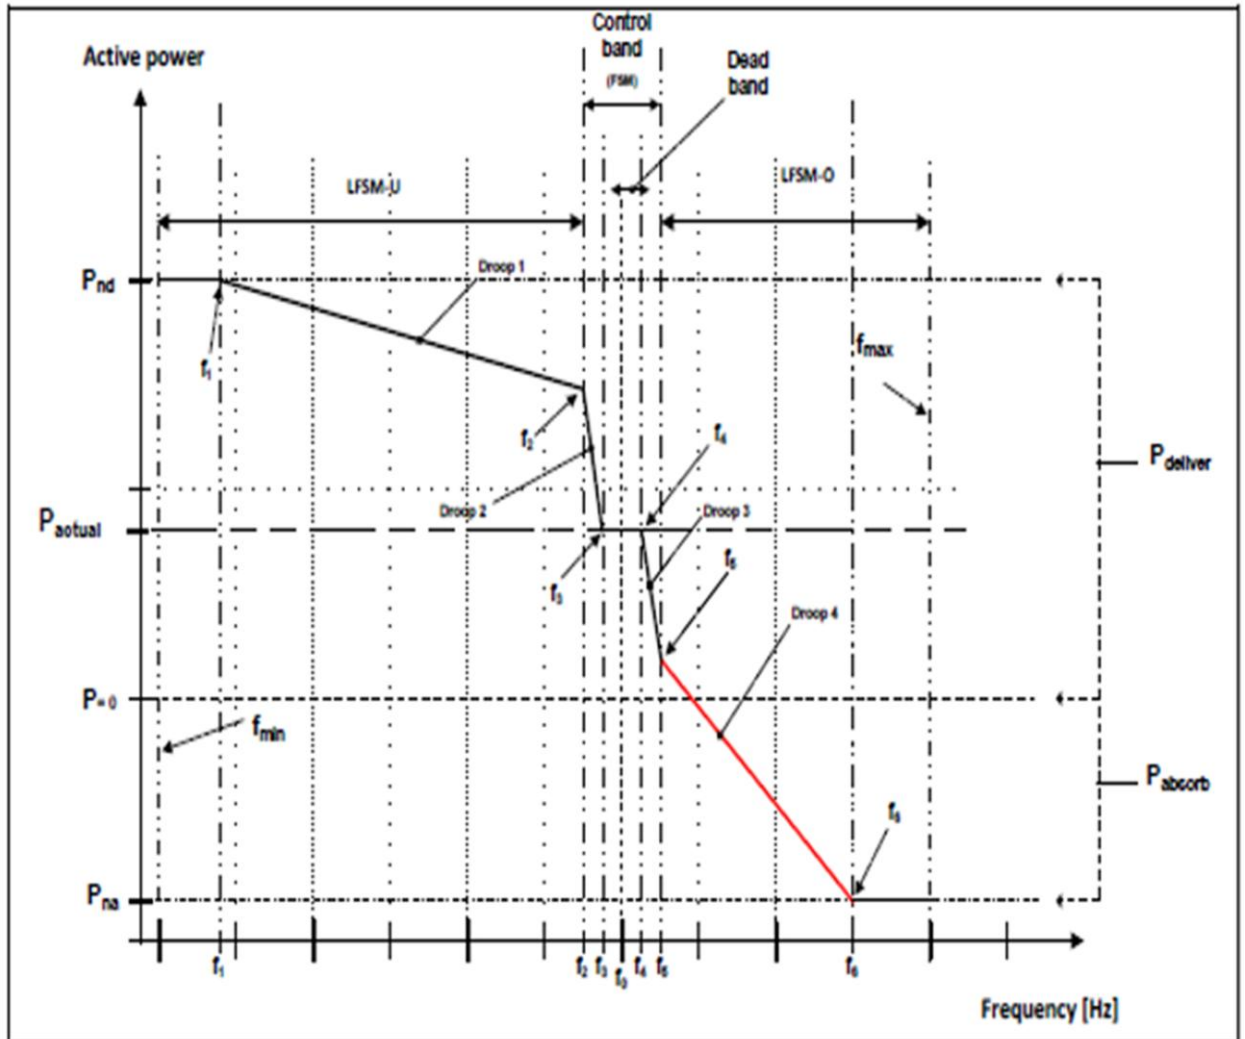 Control
band
(FSM)
Active power
Dead
band
LFSM-U
LFSM-O
Pnd
Droop 1
f1
fmax
f2
f4
Pdeliver
Droop 2
Droop 3
Pactual
f5
f3
Droop 4
P=0
fmin
Pabsorb
f6
Pna
f1
f2
f3
f0
f4
f5
f6
Frequency [Hz]